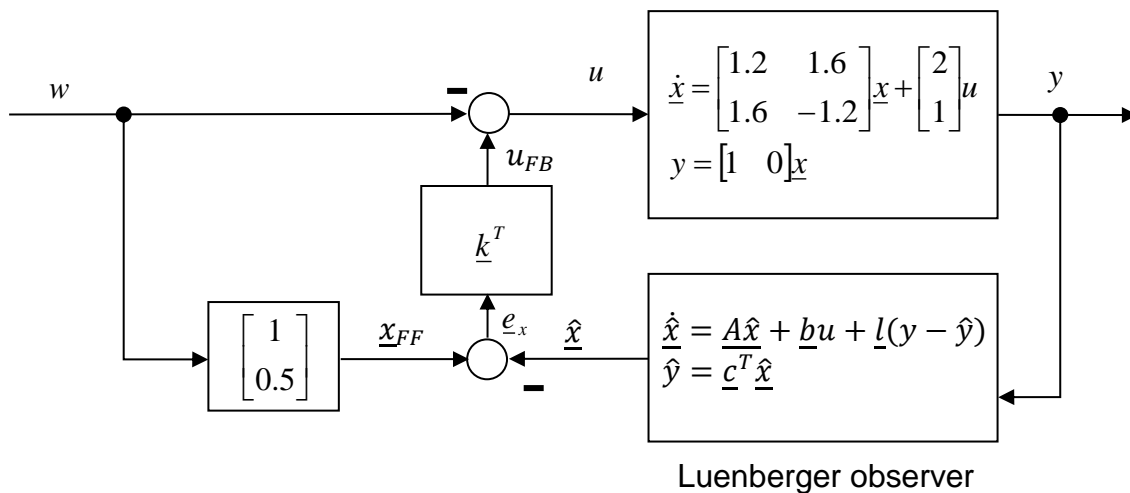 w
u
y
ẋ = [1.2 1.6; 1.6 −1.2] x + [2; 1] u
y = [1 0] x
u_FB
k^T
e_x
x_FF
x̂
[1; 0.5]
x̂̇ = Ax̂ + bu + l(y − ŷ)
ŷ = c^T x̂
Luenberger observer